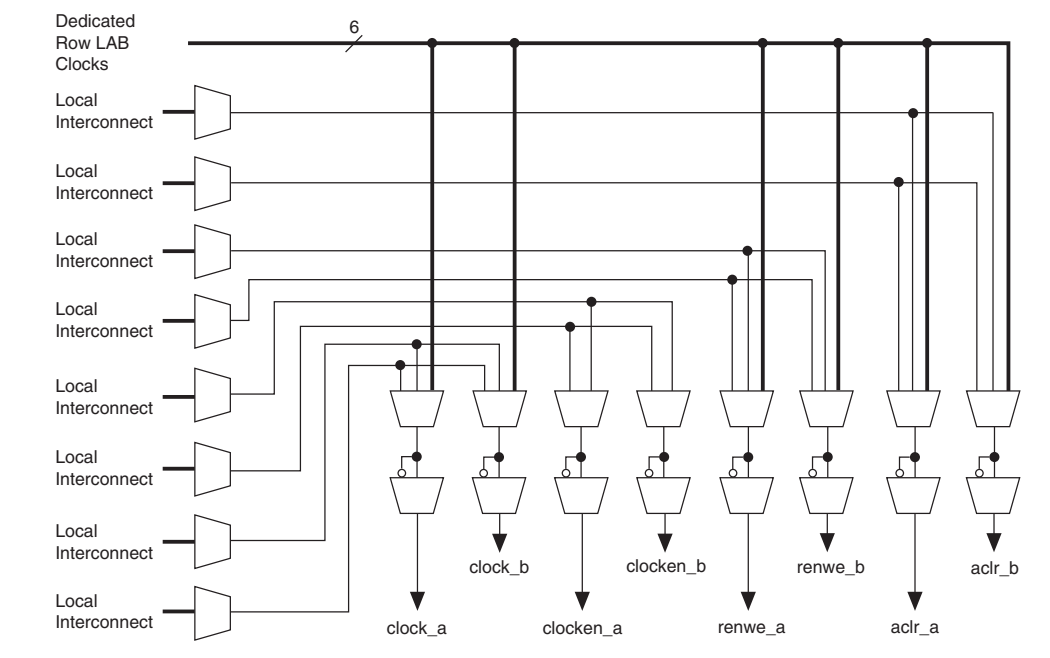 Dedicated
Row LAB
Clocks
6
Local
Interconnect
Local
Interconnect
Local
Interconnect
Local
Interconnect
Local
Interconnect
Local
Interconnect
Local
Interconnect
Local
Interconnect
clock_b
clocken_b
renwe_b
aclr_b
clock_a
clocken_a
renwe_a
aclr_a